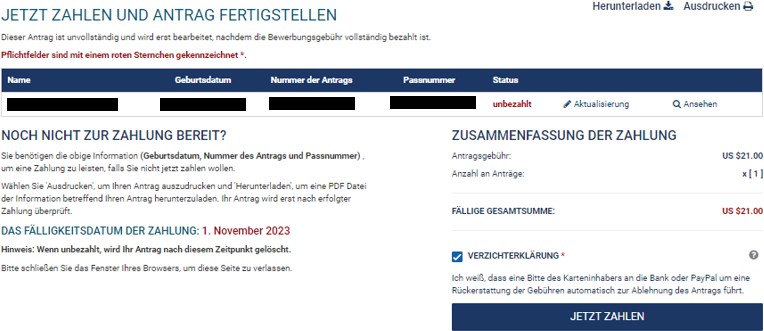 Herunterladen Ausdrucken
JETZT ZAHLEN UND ANTRAG FERTIGSTELLEN
Dieser Antrag ist unvollständig und wird erst bearbeitet, nachdem die Bewerbungsgebühr vollständig bezahlt ist.
Pflichtfelder sind mit einem roten Sternchen gekennzeichnet *.
Name Geburtsdatum Nummer der Antrags Passnummer Status
unbezahlt Aktualisierung Ansehen
NOCH NICHT ZUR ZAHLUNG BEREIT?
Sie benötigen die obige Information (Geburtsdatum, Nummer des Antrags und Passnummer) ,
um eine Zahlung zu leisten, falls Sie nicht jetzt zahlen wollen.
Wählen Sie 'Ausdrucken', um Ihren Antrag auszudrucken und 'Herunterladen', um eine PDF Datei
der Information betreffend Ihren Antrag herunterzuladen. Ihr Antrag wird erst nach erfolgter
Zahlung überprüft.
DAS FÄLLIGKEITSDATUM DER ZAHLUNG: 1. November 2023
Hinweis: Wenn unbezahlt, wird Ihr Antrag nach diesem Zeitpunkt gelöscht.
Bitte schließen Sie das Fenster Ihres Browsers, um diese Seite zu verlassen.
ZUSAMMENFASSUNG DER ZAHLUNG
Antragsgebühr: US $21.00
Anzahl an Anträge: x [ 1 ]
FÄLLIGE GESAMTSUMME: US $21.00
VERZICHTERKLÄRUNG *
Ich weiß, dass eine Bitte des Karteninhabers an die Bank oder PayPal um eine
Rückerstattung der Gebühren automatisch zur Ablehnung des Antrags führt.
JETZT ZAHLEN